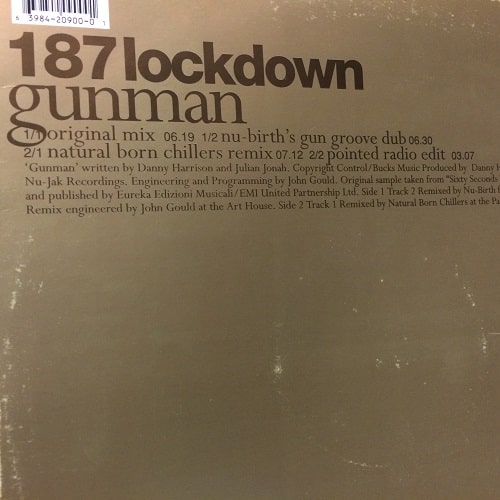 6 3984-20900-0 1
187lockdown
gunman
1/1 original mix 06.19 1/2 nu-birth's gun groove dub 06.30
2/1 natural born chillers remix 07.12 2/2 pointed radio edit 03.07
'Gunman' written by Danny Harrison and Julian Jonah. Copyright Control/Bucks Music Produced by Danny H
Nu-Jak Recordings. Engineering and Programming by John Gould. Original sample taken from "Sixty Seconds
and published by Eureka Edizioni Musicali/EMI United Partnership Ltd. Side 1 Track 2 Remixed by Nu-Birth f
Remix engineered by John Gould at the Art House. Side 2 Track 1 Remixed by Natural Born Chillers at the Pa